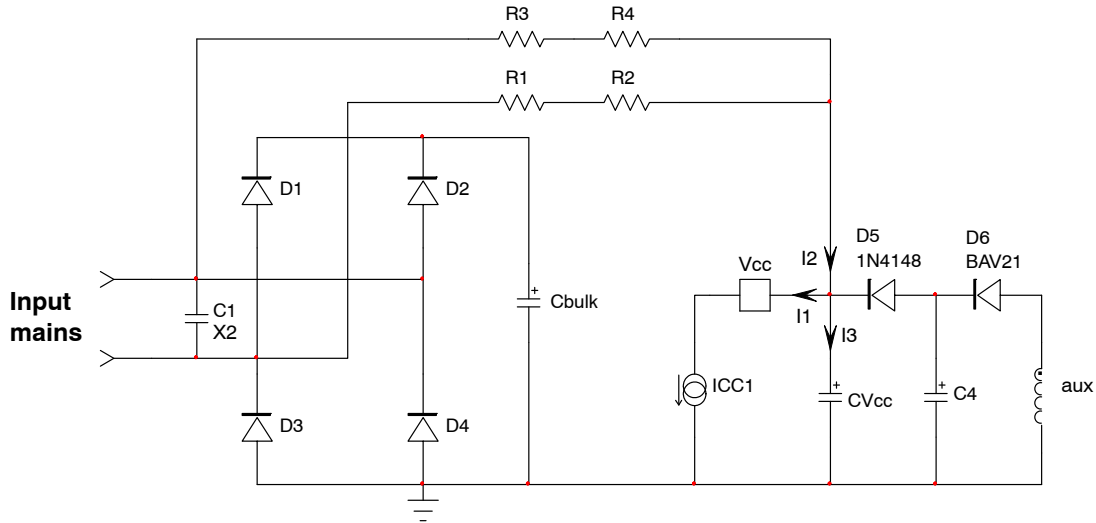 R3
R4
R1
R2
D1
D2
D5
1N4148
D6
BAV21
I2
Vcc
I1
Input
mains
C1
X2
Cbulk
I3
ICC1
CVcc
C4
aux
D3
D4